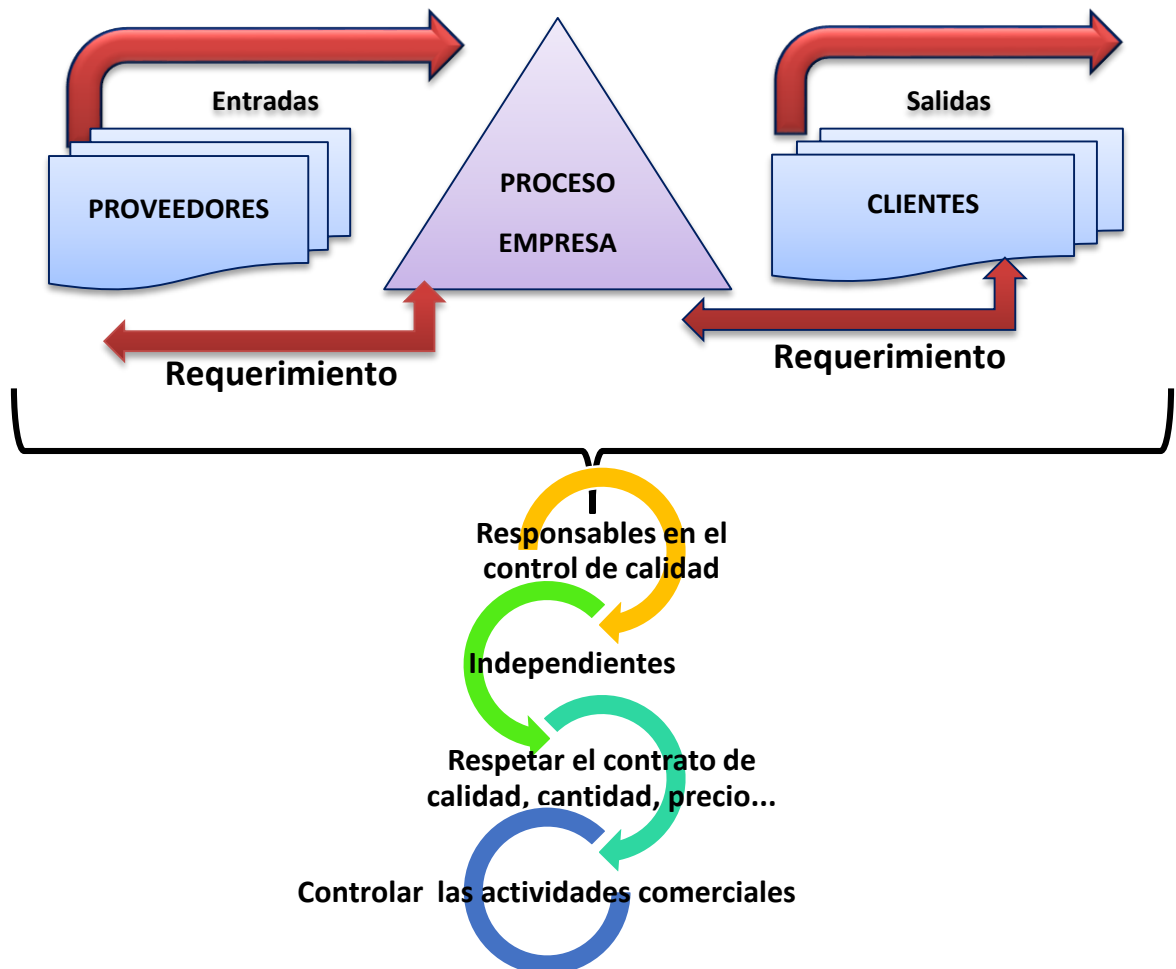 Entradas
Salidas
PROVEEDORES
PROCESO
EMPRESA
CLIENTES
Requerimiento
Requerimiento
Responsables en el
control de calidad
Independientes
Respetar el contrato de
calidad, cantidad, precio...
Controlar las actividades comerciales